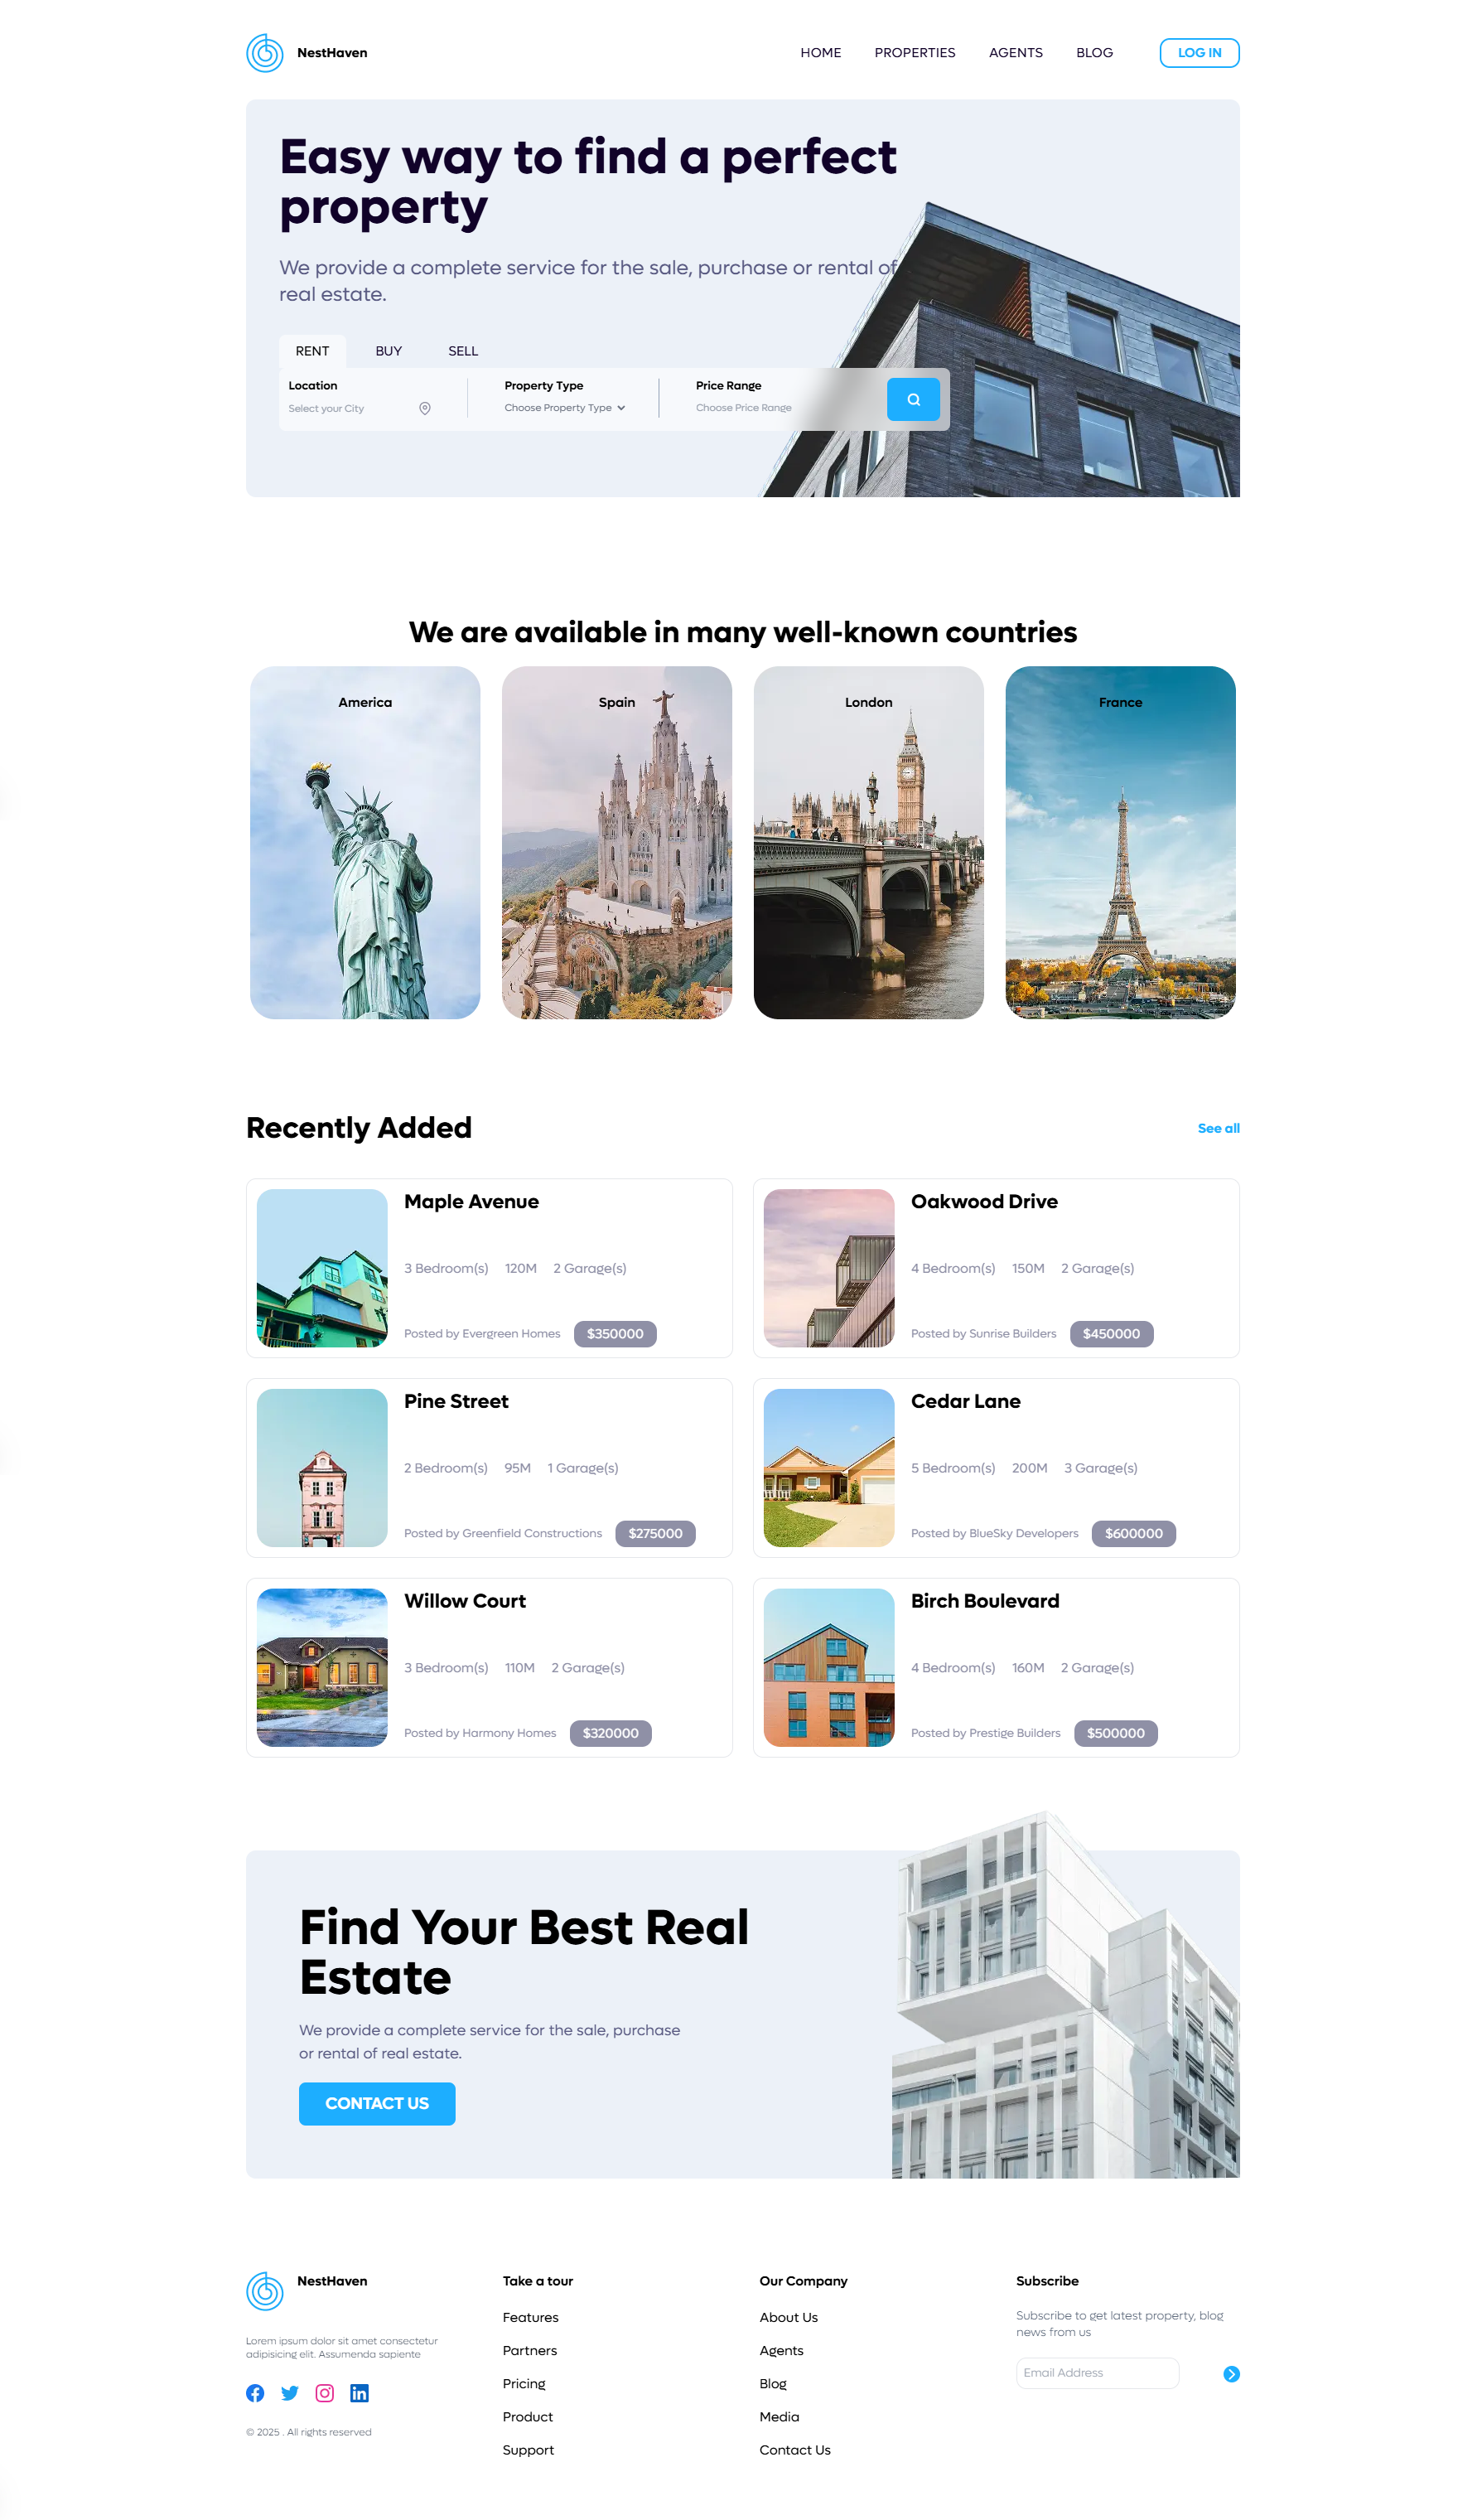 NestHaven
HOME
PROPERTIES
AGENTS
BLOG
LOG IN
Easy way to find a perfect
property
We provide a complete service for the sale, purchase or rental of
real estate.
RENT
BUY
SELL
Location
Select your City
Property Type
Choose Property Type
Price Range
Choose Price Range
We are available in many well-known countries
America
Spain
London
France
Recently Added
See all
Maple Avenue
3 Bedroom(s) 120M 2 Garage(s)
Posted by Evergreen Homes $350000
Oakwood Drive
4 Bedroom(s) 150M 2 Garage(s)
Posted by Sunrise Builders $450000
Pine Street
2 Bedroom(s) 95M 1 Garage(s)
Posted by Greenfield Constructions $275000
Cedar Lane
5 Bedroom(s) 200M 3 Garage(s)
Posted by BlueSky Developers $600000
Willow Court
3 Bedroom(s) 110M 2 Garage(s)
Posted by Harmony Homes $320000
Birch Boulevard
4 Bedroom(s) 160M 2 Garage(s)
Posted by Prestige Builders $500000
Find Your Best Real
Estate
We provide a complete service for the sale, purchase
or rental of real estate.
CONTACT US
NestHaven
Lorem ipsum dolor sit amet consectetur
adipisicing elit. Assumenda sapiente
© 2025 . All rights reserved
Take a tour
Features
Partners
Pricing
Product
Support
Our Company
About Us
Agents
Blog
Media
Contact Us
Subscribe
Subscribe to get latest property, blog
news from us
Email Address